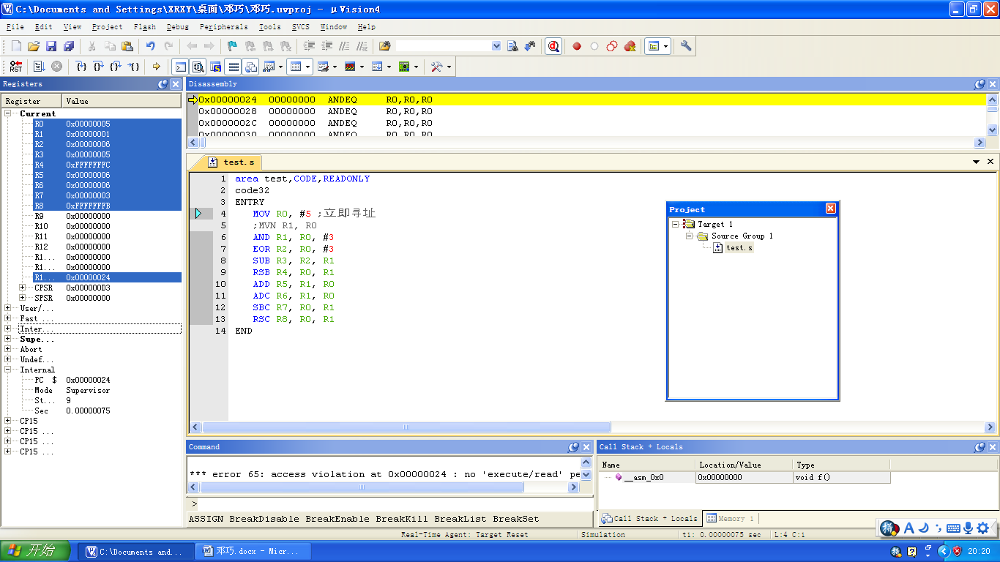 C:\Documents and Settings\XRXY\桌面\邓巧\邓巧.uvproj - µVision4
File Edit View Project Flash Debug Peripherals Tools SVCS Window Help
RST
Registers
Register Value
Current
R0 0x00000005
R1 0x00000001
R2 0x00000006
R3 0x00000005
R4 0xFFFFFFFC
R5 0x00000006
R6 0x00000006
R7 0x00000003
R8 0xFFFFFFFB
R9 0x00000000
R10 0x00000000
R11 0x00000000
R12 0x00000000
R1... 0x00000000
R1... 0x00000000
R1... 0x00000024
CPSR 0x000000D3
SPSR 0x00000000
User/...
Fast ...
Inter...
Supe...
Abort
Undef...
Internal
PC $ 0x00000024
Mode Supervisor
St... 9
Sec 0.00000075
CP15
CP15 ...
CP15 ...
CP15 ...
Disassembly
0x00000024 00000000 ANDEQ R0,R0,R0
0x00000028 00000000 ANDEQ R0,R0,R0
0x0000002C 00000000 ANDEQ R0,R0,R0
0x00000030 00000000 ANDEQ R0,R0,R0
test.s
1 area test,CODE,READONLY
2 code32
3 ENTRY
4 MOV R0, #5 ;立即寻址
5 ;MVN R1, R0
6 AND R1, R0, #3
7 EOR R2, R0, #3
8 SUB R3, R2, R1
9 RSB R4, R0, R1
10 ADD R5, R1, R0
11 ADC R6, R1, R0
12 SBC R7, R0, R1
13 RSC R8, R0, R1
14 END
Project
Target 1
Source Group 1
test.s
Command
*** error 65: access violation at 0x00000024 : no 'execute/read' pe
>
ASSIGN BreakDisable BreakEnable BreakKill BreakList BreakSet
Call Stack + Locals
Name Location/Value Type
__asm_0x0 0x00000000 void f()
Call Stack + Locals Memory 1
Real-Time Agent: Target Reset Simulation t1: 0.00000075 sec L:4 C:1
开始 C:\Documents and... 邓巧.docx - Micr... 20:20